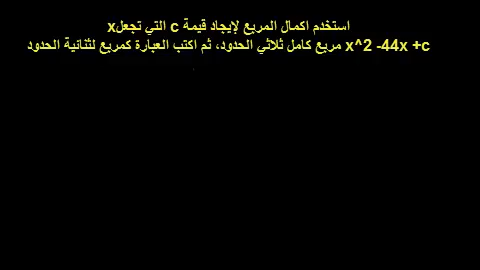 استخدم اكمال المربع لإيجاد قيمة c التي تجعلx
x^2 -44x +c مربع كامل ثلاثي الحدود، ثم اكتب العبارة كمربع لثنائية الحدود